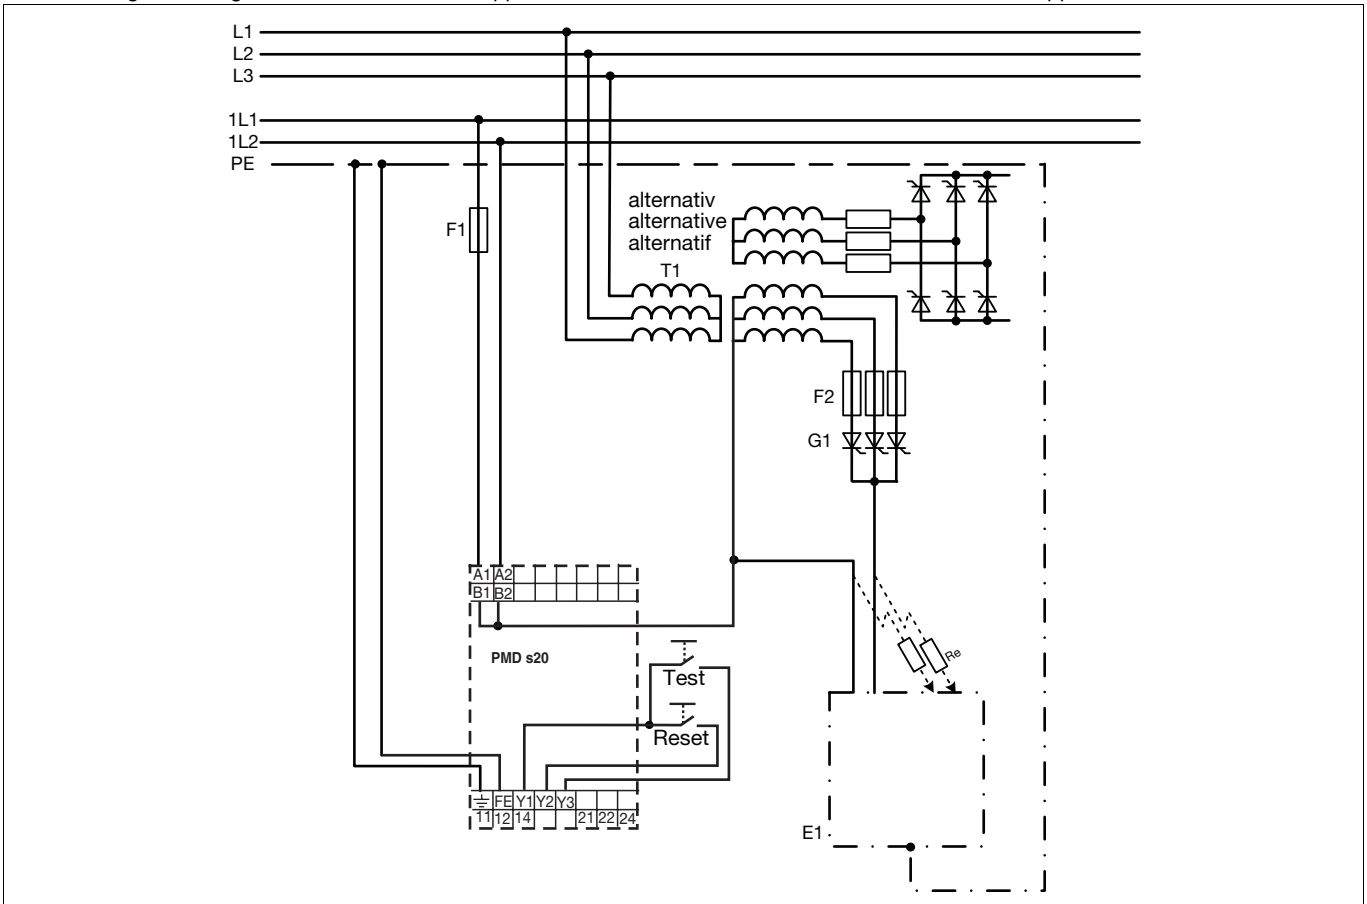 L1
L2
L3
1L1
1L2
PE
alternativ
alternative
alternatif
F1
T1
F2
G1
A1 A2
B1 B2
PMD s20
Re
Test
Reset
FE Y1 Y2 Y3
11 12 14 21 22 24
E1